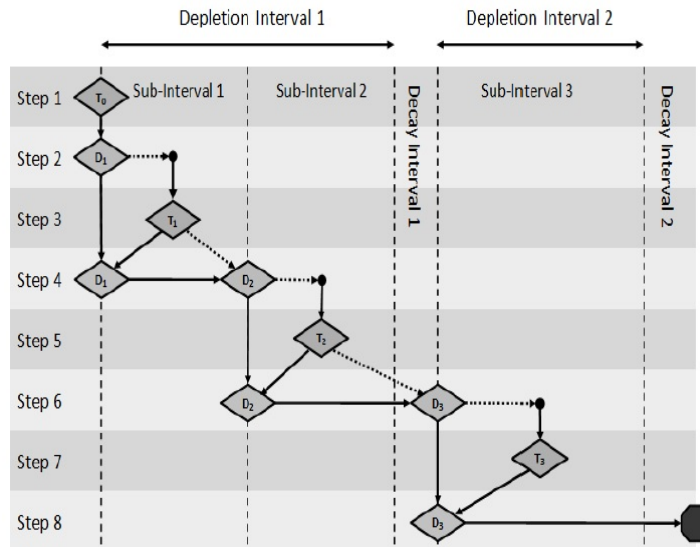 Depletion Interval 1
Depletion Interval 2
Sub-Interval 1
Sub-Interval 2
Decay Interval 1
Sub-Interval 3
Decay Interval 2
Step 1
T₀
Step 2
D₁
Step 3
T₁
Step 4
D₁
D₂
Step 5
T₂
Step 6
D₂
D₃
Step 7
T₃
Step 8
D₃